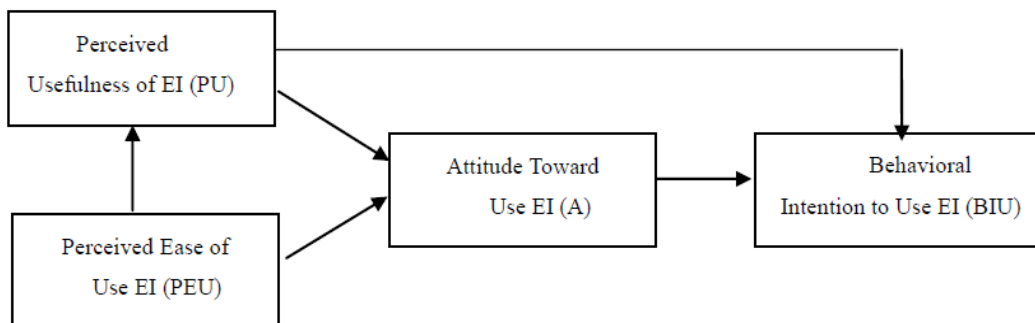 Perceived
Usefulness of EI (PU)
Attitude Toward
Use EI (A)
Behavioral
Intention to Use EI (BIU)
Perceived Ease of
Use EI (PEU)